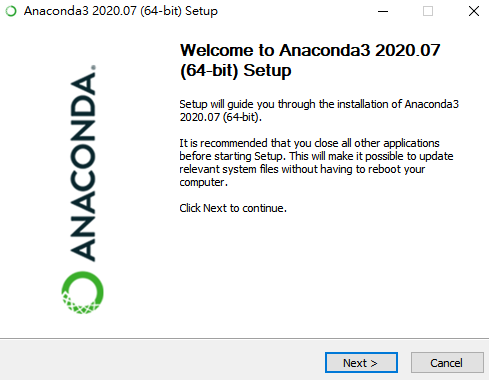 Anaconda3 2020.07 (64-bit) Setup
Welcome to Anaconda3 2020.07
(64-bit) Setup
Setup will guide you through the installation of Anaconda3
2020.07 (64-bit).
It is recommended that you close all other applications
before starting Setup. This will make it possible to update
relevant system files without having to reboot your
computer.
Click Next to continue.
ANACONDA.
Next >
Cancel